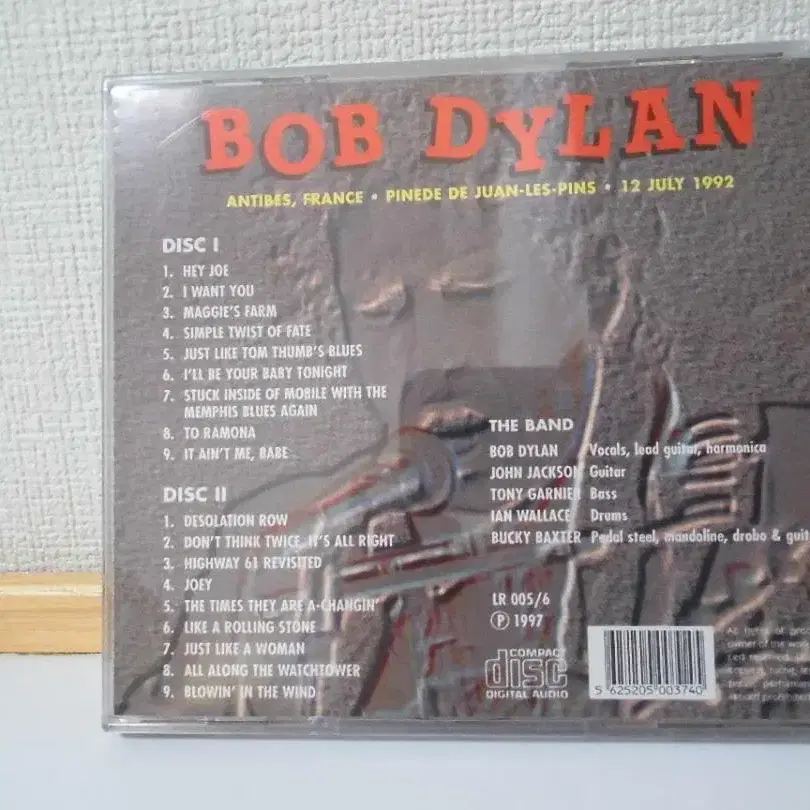 BOB DYLAN
ANTIBES, FRANCE • PINEDE DE JUAN-LES-PINS • 12 JULY 1992
DISC I
1. HEY JOE
2. I WANT YOU
3. MAGGIE'S FARM
4. SIMPLE TWIST OF FATE
5. JUST LIKE TOM THUMB'S BLUES
6. I'LL BE YOUR BABY TONIGHT
7. STUCK INSIDE OF MOBILE WITH THE
MEMPHIS BLUES AGAIN
8. TO RAMONA
9. IT AIN'T ME, BABE
DISC II
1. DESOLATION ROW
2. DON'T THINK TWICE, IT'S ALL RIGHT
3. HIGHWAY 61 REVISITED
4. JOEY
5. THE TIMES THEY ARE A-CHANGIN'
6. LIKE A ROLLING STONE
7. JUST LIKE A WOMAN
8. ALL ALONG THE WATCHTOWER
9. BLOWIN' IN THE WIND
THE BAND
BOB DYLAN Vocals, lead guitar, harmonica
JOHN JACKSON Guitar
TONY GARNIER Bass
IAN WALLACE Drums
BUCKY BAXTER Pedal steel, mandoline, drobo & guit
LR 005/6
Ⓟ 1997
COMPACT
disc
DIGITAL AUDIO
5 625205 003740